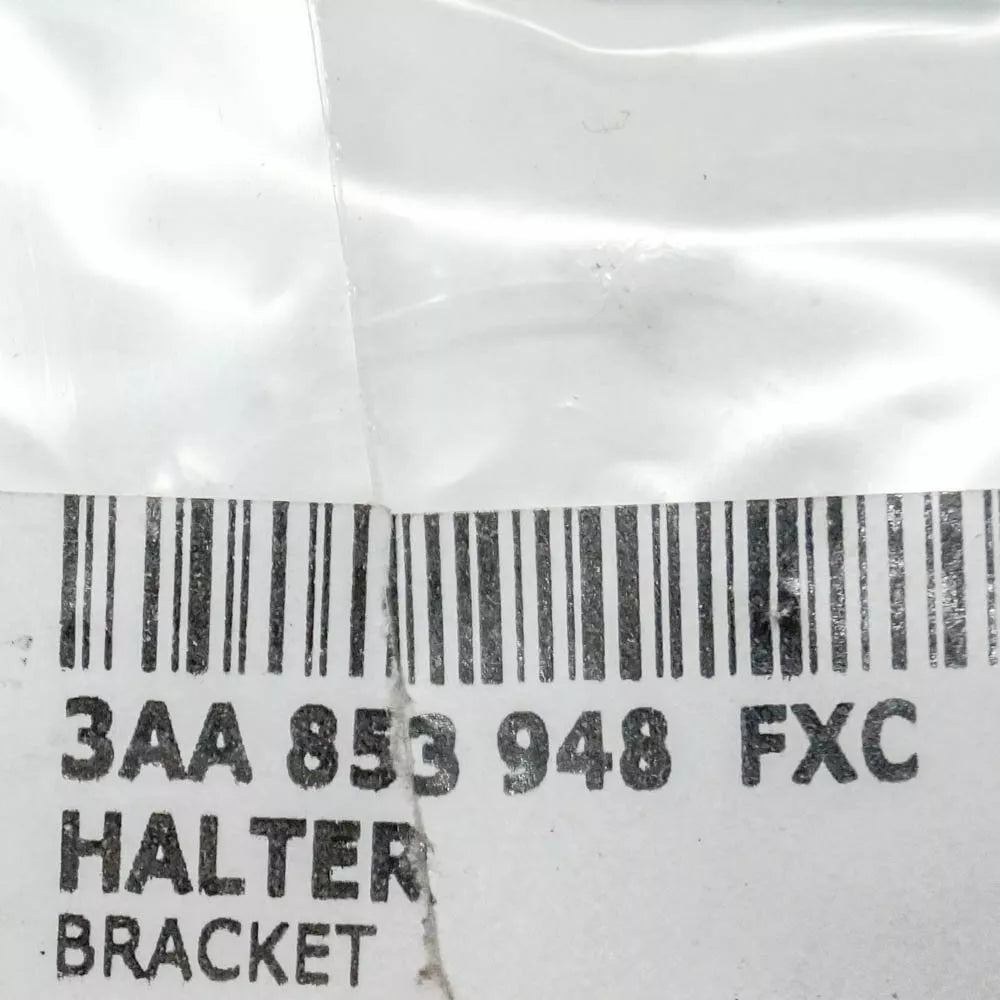 3AA 853 948 FXC
HALTER
BRACKET